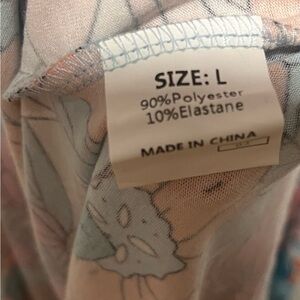 SIZE: L
90%Polyester
10%Elastane
MADE IN CHINA